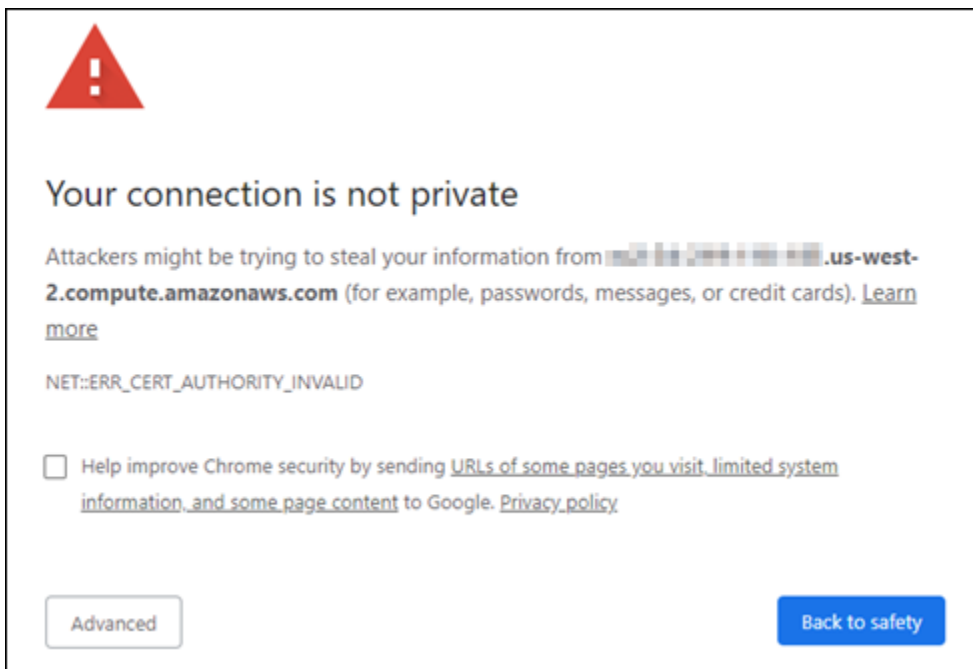 Your connection is not private
Attackers might be trying to steal your information from .us-west-
2.compute.amazonaws.com (for example, passwords, messages, or credit cards). Learn
more
NET::ERR_CERT_AUTHORITY_INVALID
Help improve Chrome security by sending URLs of some pages you visit, limited system
information, and some page content to Google. Privacy policy
Advanced
Back to safety